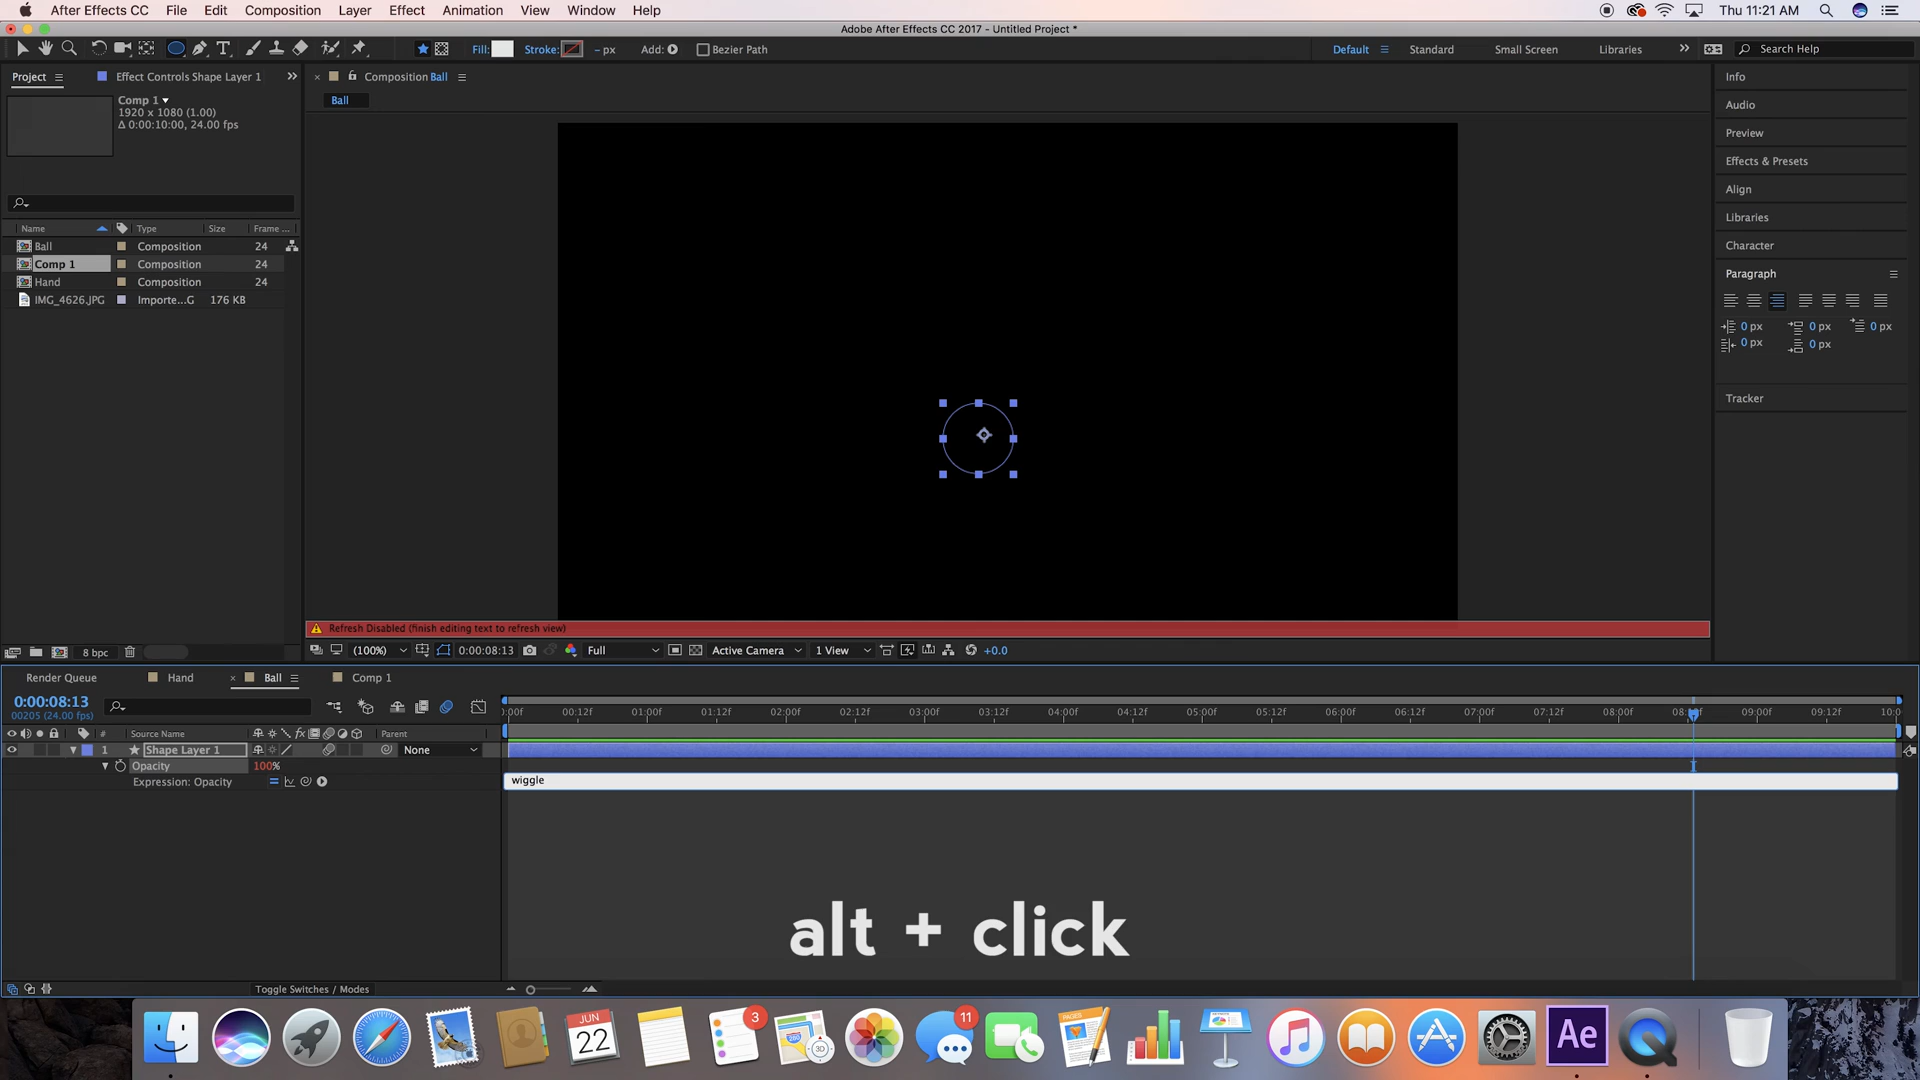 After Effects CC File Edit Composition Layer Effect Animation View Window Help Thu 11:21 AM
Adobe After Effects CC 2017 - Untitled Project *
Fill: Stroke: - px Add: Bezier Path Default Standard Small Screen Libraries Search Help
Project Effect Controls Shape Layer 1
Composition Ball
Ball
Comp 1
1920 x 1080 (1.00)
Δ 0:00:10:00, 24.00 fps
Name Type Size Frame ...
Ball Composition 24
Comp 1 Composition 24
Hand Composition 24
IMG_4626.JPG Importe...G 176 KB
Info
Audio
Preview
Effects & Presets
Align
Libraries
Character
Paragraph
0 px 0 px 0 px
0 px 0 px
Tracker
Refresh Disabled (finish editing text to refresh view)
8 bpc
(100%) 0:00:08:13 Full Active Camera 1 View +0.0
Render Queue Hand Ball Comp 1
0:00:08:13
00205 (24.00 fps)
:00f 00:12f 01:00f 01:12f 02:00f 02:12f 03:00f 03:12f 04:00f 04:12f 05:00f 05:12f 06:00f 06:12f 07:00f 07:12f 08:00f 08:12f 09:00f 09:12f 10:0
# Source Name Parent
1 Shape Layer 1 None
Opacity 100%
Expression: Opacity wiggle
alt + click
Toggle Switches / Modes
JUN
22
3
280
3D
11
PAGES
Ae